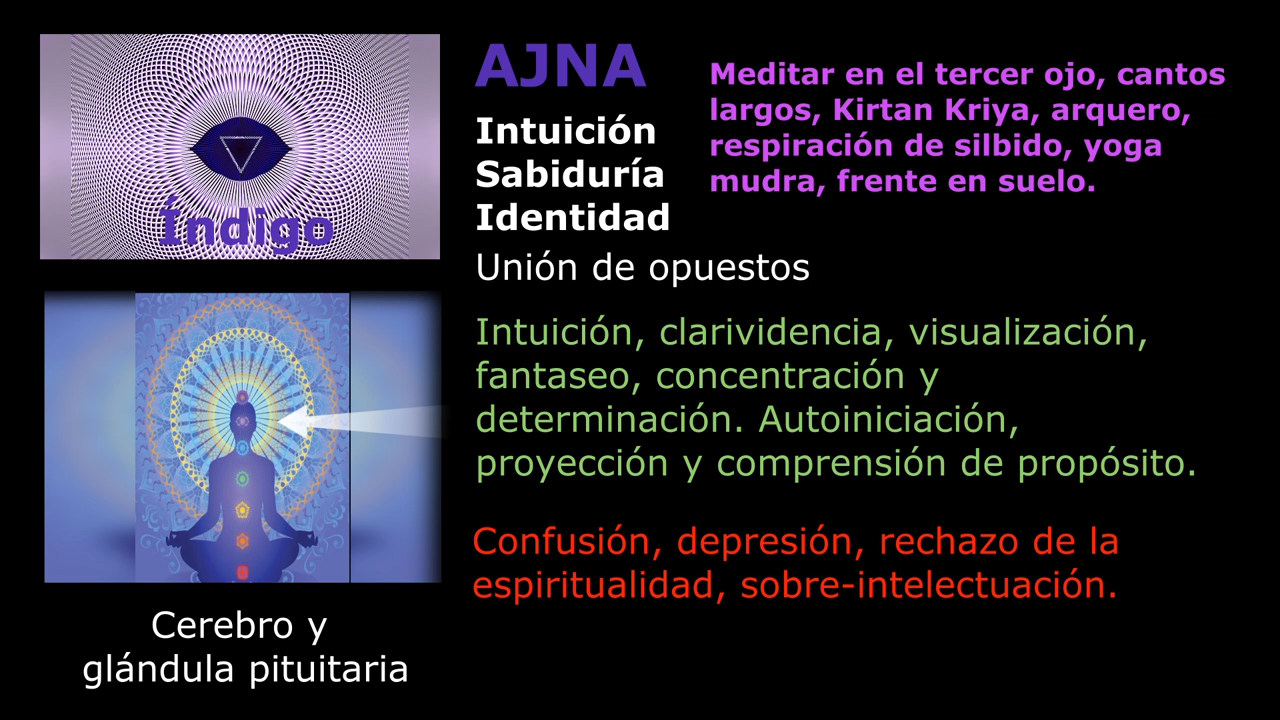 Índigo
AJNA
Intuición
Sabiduría
Identidad
Unión de opuestos
Meditar en el tercer ojo, cantos
largos, Kirtan Kriya, arquero,
respiración de silbido, yoga
mudra, frente en suelo.
Intuición, clarividencia, visualización,
fantaseo, concentración y
determinación. Autoiniciación,
proyección y comprensión de propósito.
Confusión, depresión, rechazo de la
espiritualidad, sobre-intelectuación.
Cerebro y
glándula pituitaria